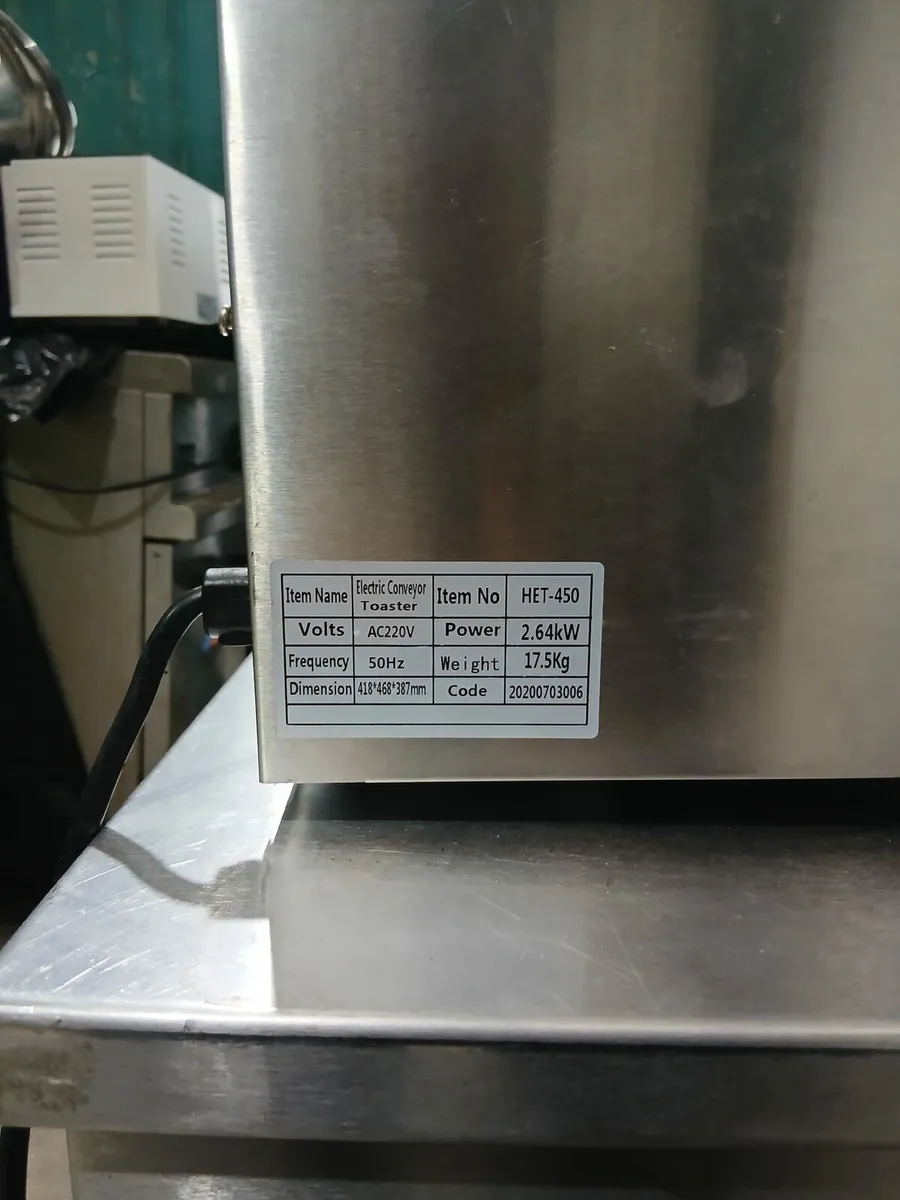 Item Name Electric Conveyor Toaster Item No HET-450
Volts AC220V Power 2.64kW
Frequency 50Hz Weight 17.5Kg
Dimension 418*468*387mm Code 20200703006